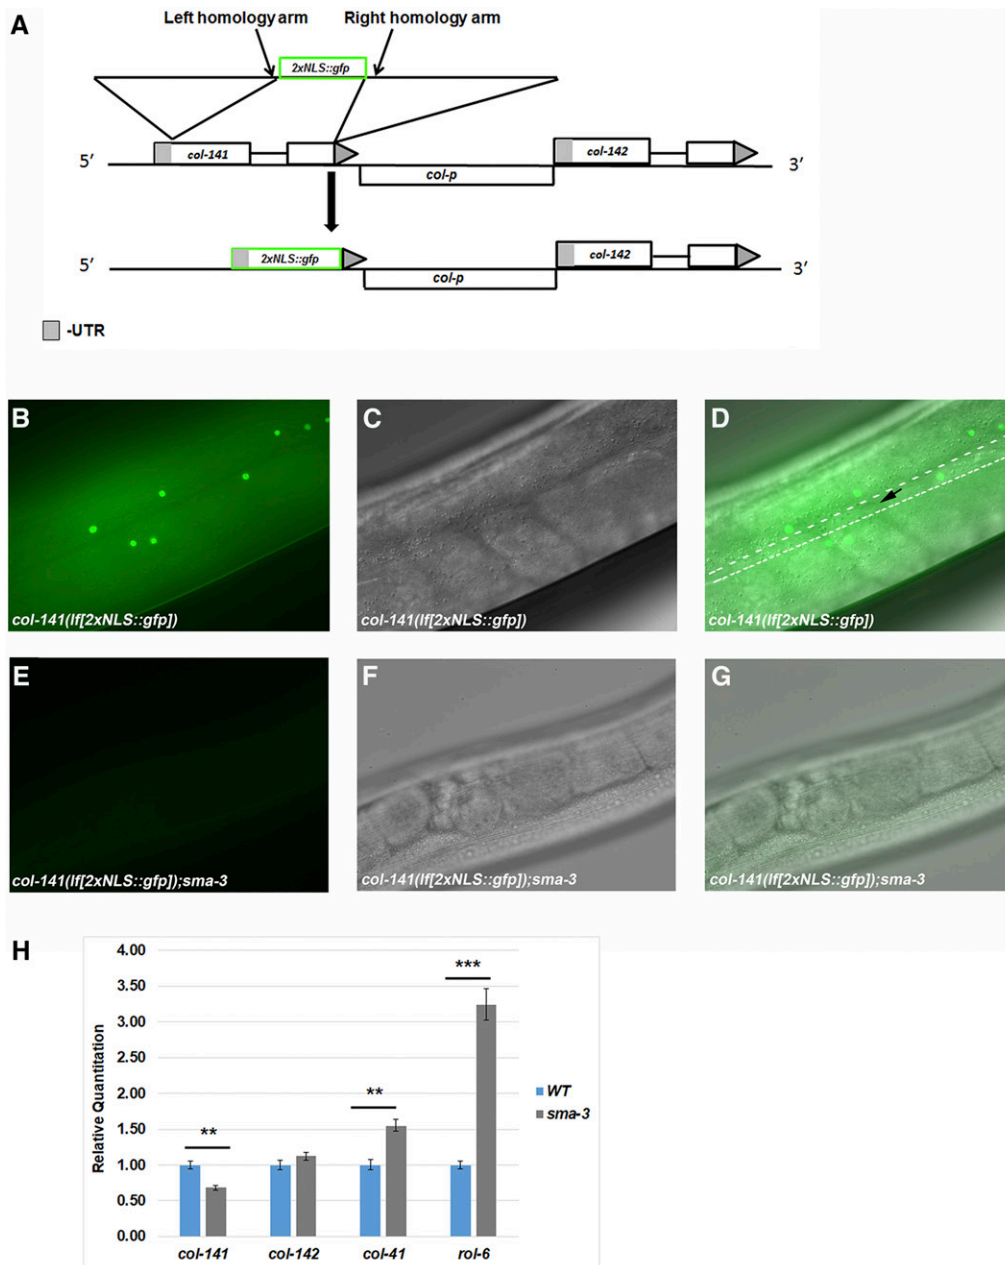 A
Left homology arm
Right homology arm
2xNLS::gfp
5′
col-141
col-142
3′
col-p
5′
2xNLS::gfp
col-142
3′
col-p
-UTR
B
C
D
col-141(lf[2xNLS::gfp])
col-141(lf[2xNLS::gfp])
col-141(lf[2xNLS::gfp])
E
F
G
col-141(lf[2xNLS::gfp]);sma-3
col-141(lf[2xNLS::gfp]);sma-3
col-141(lf[2xNLS::gfp]);sma-3
H
4.00
3.50
3.00
2.50
2.00
1.50
1.00
0.50
0.00
Relative Quantitation
**
**
***
WT
sma-3
col-141
col-142
col-41
rol-6